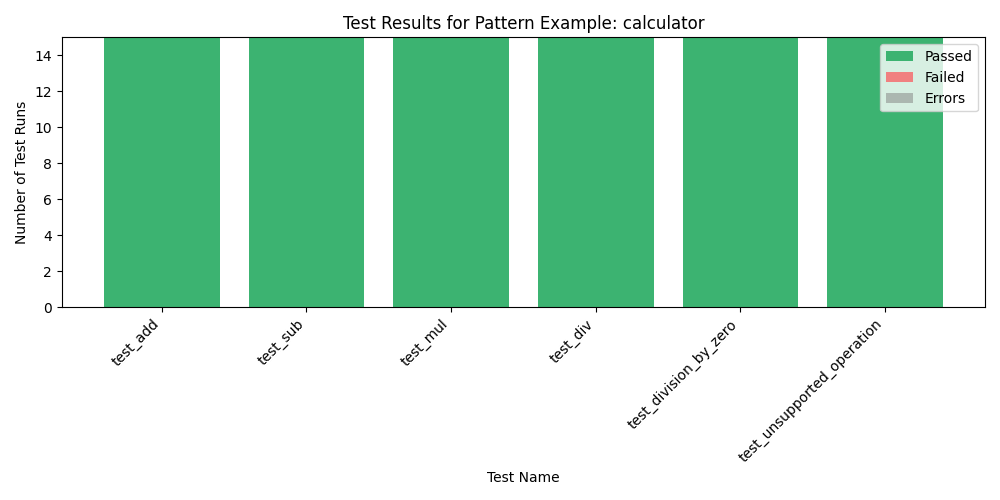 Test Results for Pattern Example: calculator
Number of Test Runs
14
12
10
8
6
4
2
0
Passed
Failed
Errors
test_add
test_sub
test_mul
test_div
test_division_by_zero
test_unsupported_operation
Test Name